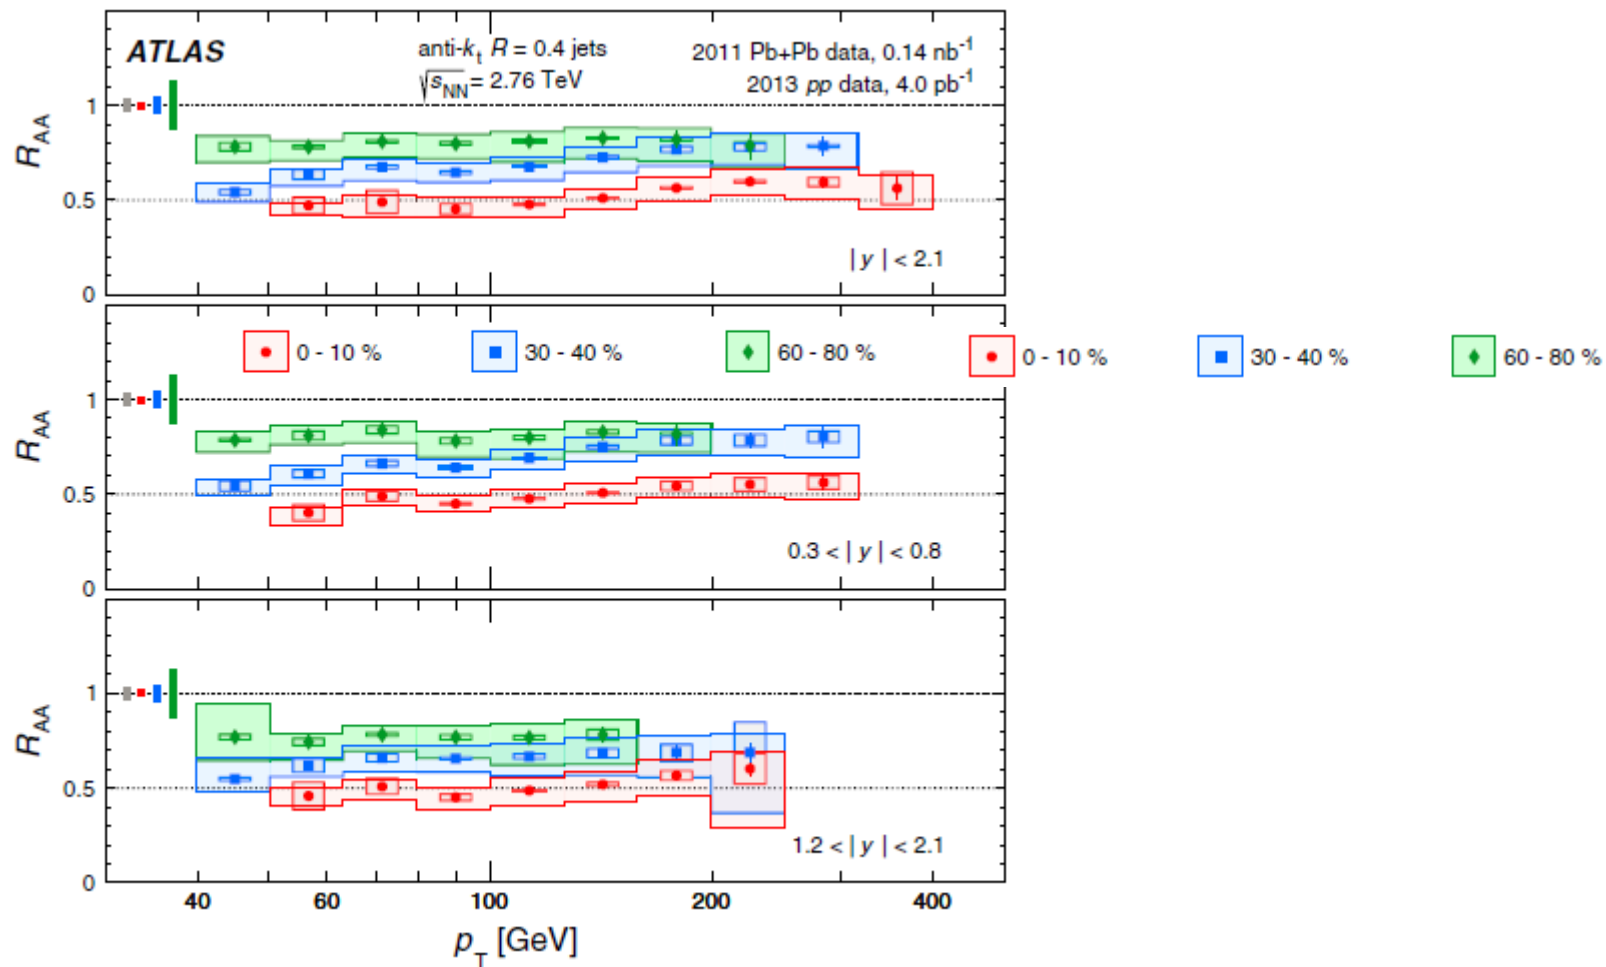 ATLAS
anti-kt R = 0.4 jets
√sNN = 2.76 TeV
2011 Pb+Pb data, 0.14 nb-1
2013 pp data, 4.0 pb-1
RAA
1
0.5
0
| y | < 2.1
0 - 10 %
30 - 40 %
60 - 80 %
0 - 10 %
30 - 40 %
60 - 80 %
RAA
1
0.5
0
0.3 < | y | < 0.8
RAA
1
0.5
0
1.2 < | y | < 2.1
40
60
100
200
400
pT [GeV]